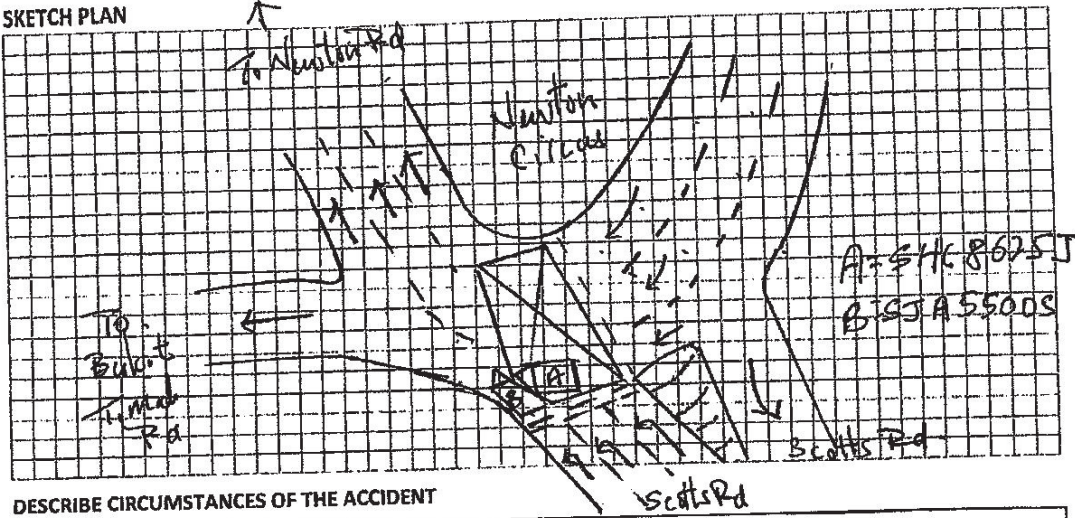 SKETCH PLAN
To Newton Rd
Newton
Circus
A= SHC8625J
B=SJA5500S
To
Bukit
Timah
Rd
A
B
Scotts Rd
Scotts Rd
DESCRIBE CIRCUMSTANCES OF THE ACCIDENT